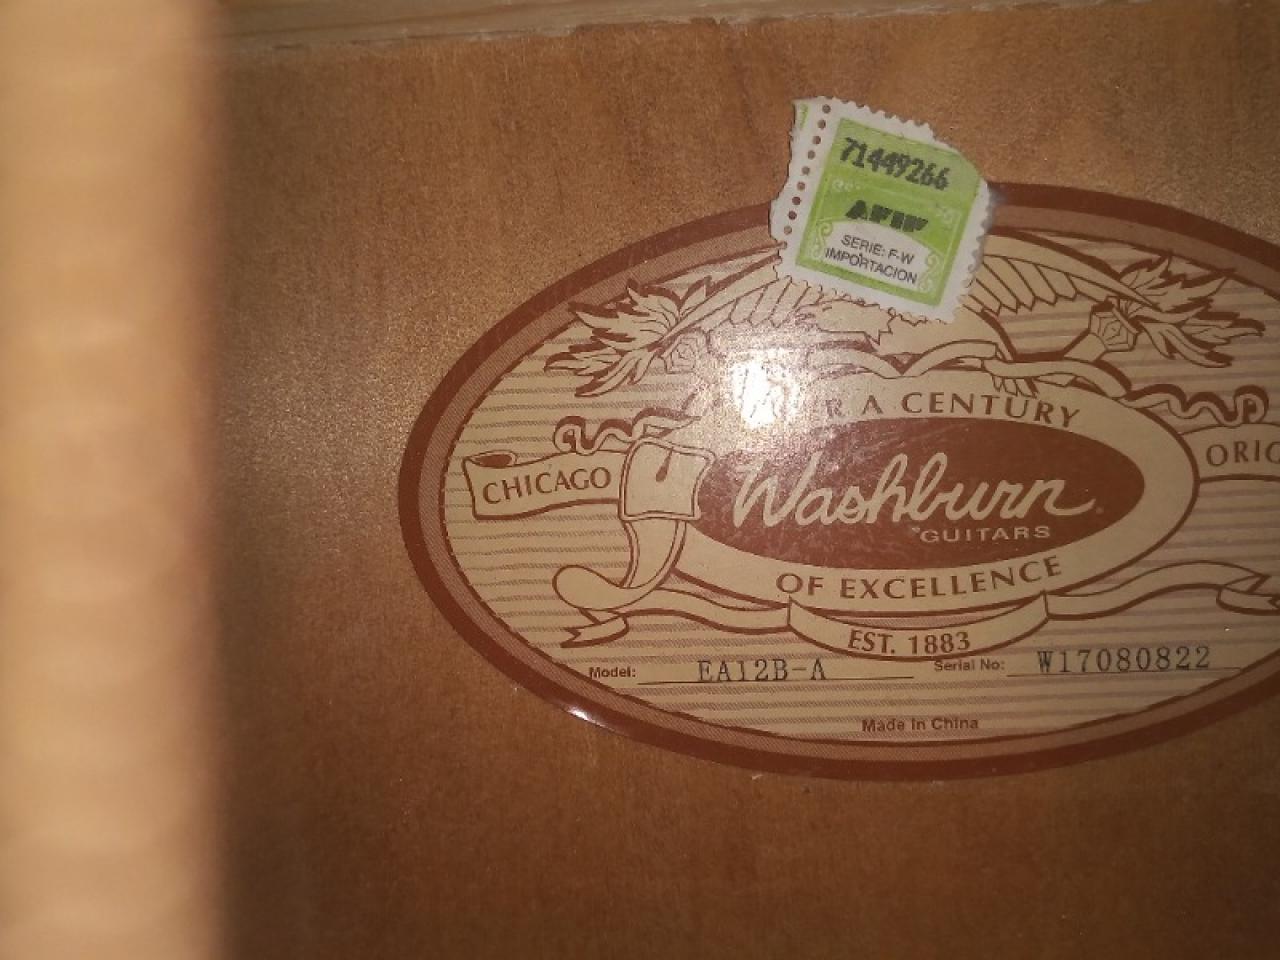 71449266
AFIP
SERIE: F-W
IMPORTACION
R A CENTURY
CHICAGO
ORIG
Washburn
GUITARS
OF EXCELLENCE
EST. 1883
Model: EA12B-A Serial No: W17080822
Made in China